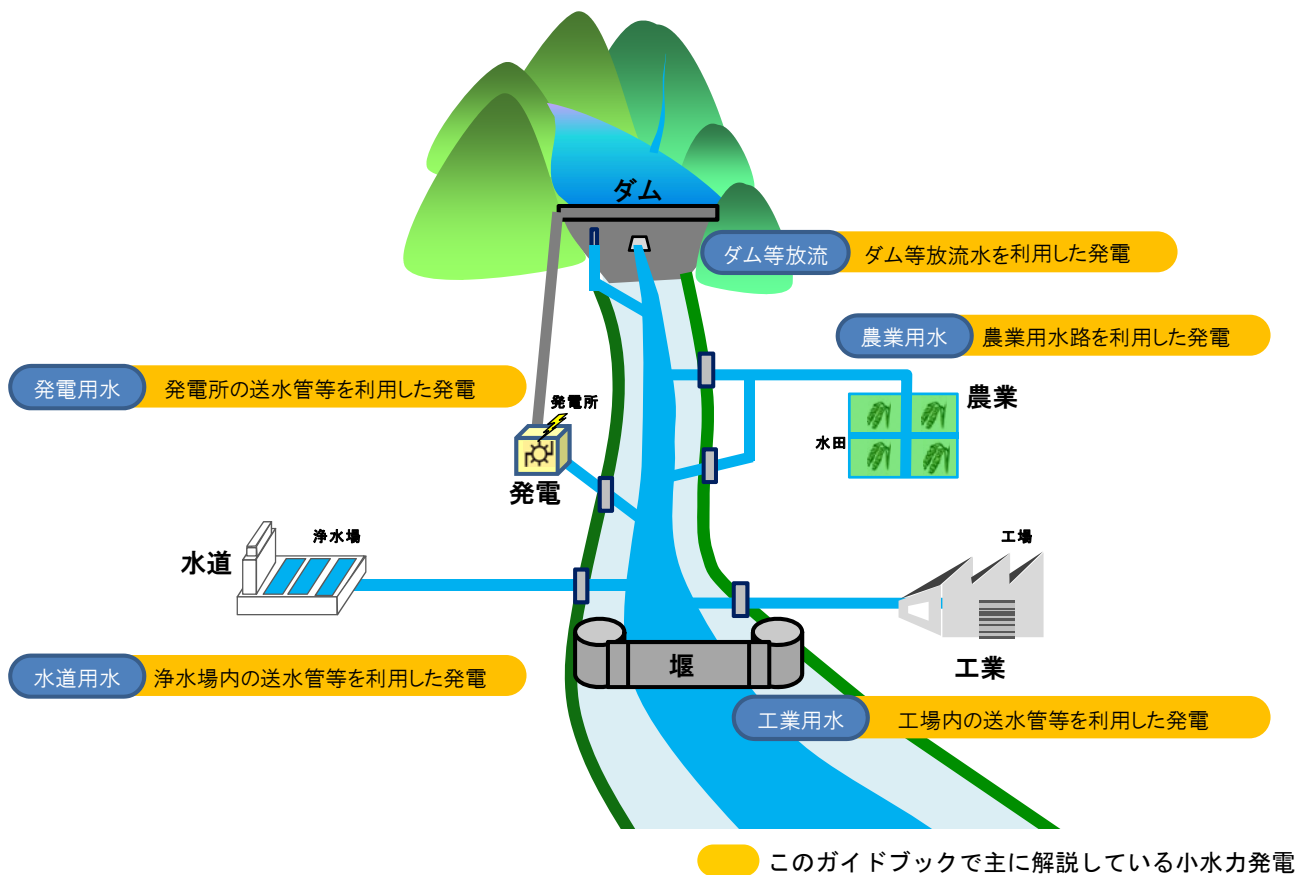 ダム
ダム等放流 ダム等放流水を利用した発電
農業用水 農業用水路を利用した発電
発電用水 発電所の送水管等を利用した発電
農業
発電所
水田
発電
浄水場
工場
水道
堰
工業
水道用水 浄水場内の送水管等を利用した発電
工業用水 工場内の送水管等を利用した発電
このガイドブックで主に解説している小水力発電